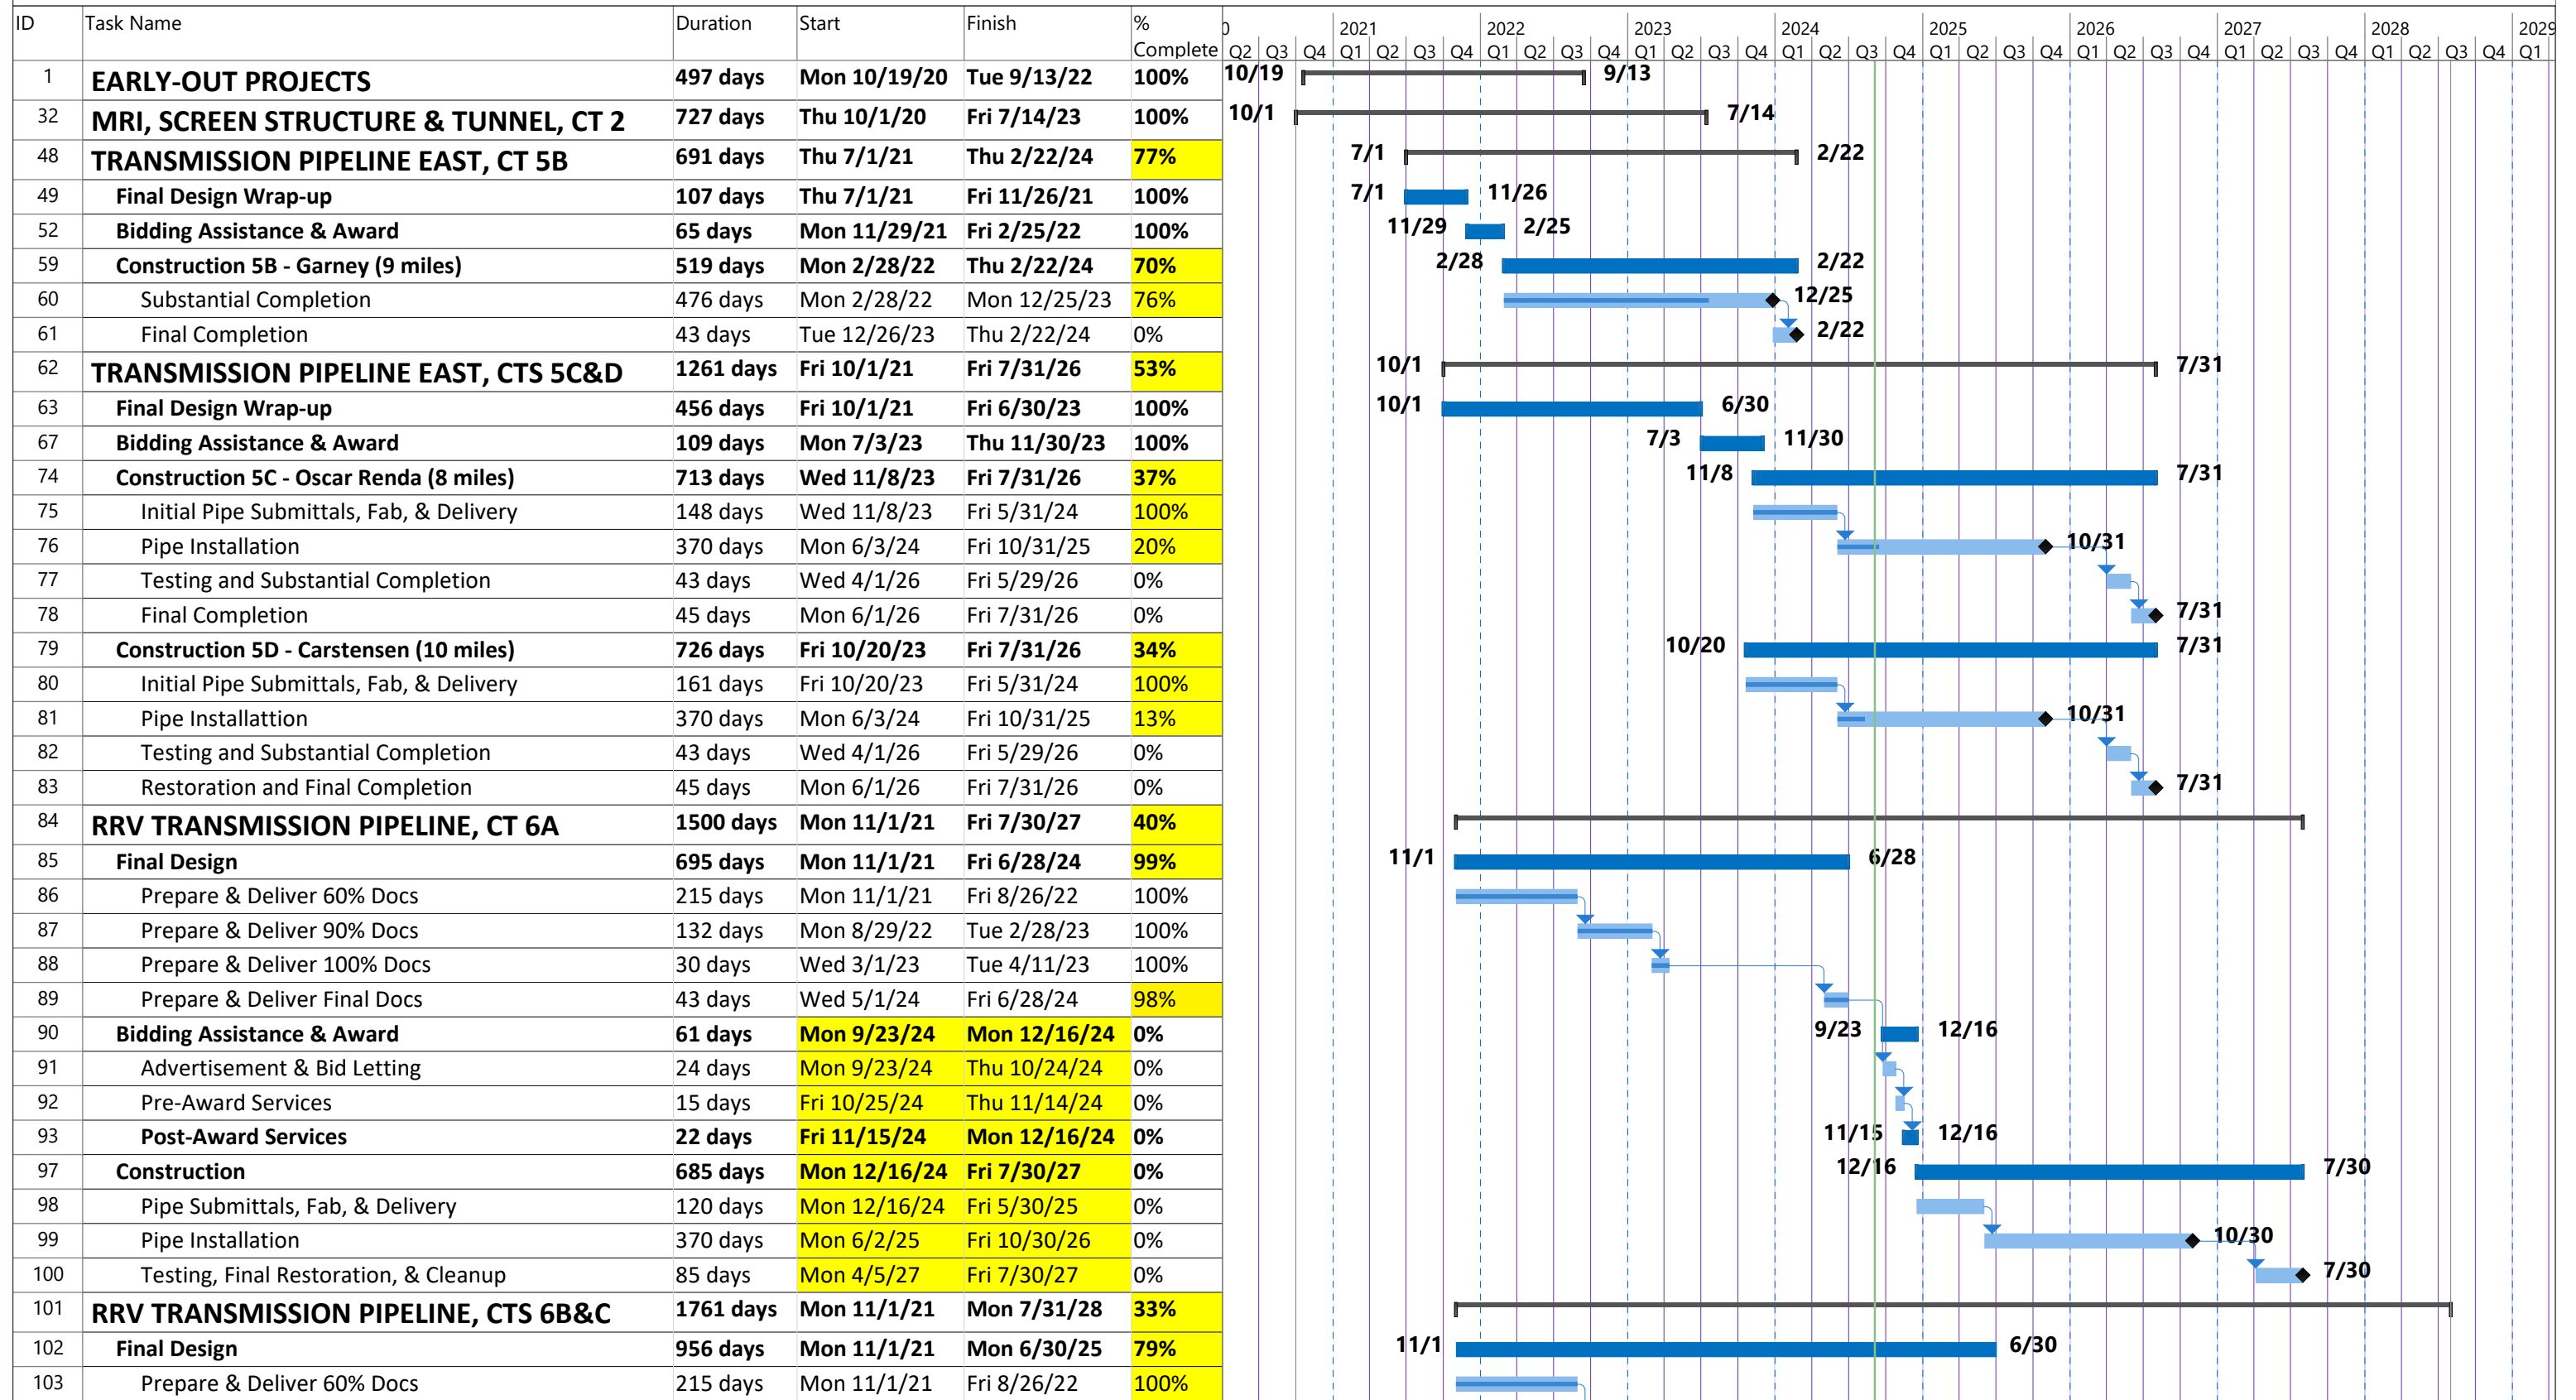 ID Task Name Duration Start Finish % Complete 0 2021 2022 2023 2024 2025 2026 2027 2028 2029
Q2 Q3 Q4 Q1 Q2 Q3 Q4 Q1 Q2 Q3 Q4 Q1 Q2 Q3 Q4 Q1 Q2 Q3 Q4 Q1 Q2 Q3 Q4 Q1 Q2 Q3 Q4 Q1 Q2 Q3 Q4 Q1 Q2 Q3 Q4 Q1
1 EARLY-OUT PROJECTS 497 days Mon 10/19/20 Tue 9/13/22 100% 10/19 9/13
32 MRI, SCREEN STRUCTURE & TUNNEL, CT 2 727 days Thu 10/1/20 Fri 7/14/23 100% 10/1 7/14
48 TRANSMISSION PIPELINE EAST, CT 5B 691 days Thu 7/1/21 Thu 2/22/24 77% 7/1 2/22
49 Final Design Wrap-up 107 days Thu 7/1/21 Fri 11/26/21 100% 7/1 11/26
52 Bidding Assistance & Award 65 days Mon 11/29/21 Fri 2/25/22 100% 11/29 2/25
59 Construction 5B - Garney (9 miles) 519 days Mon 2/28/22 Thu 2/22/24 70% 2/28 2/22
60 Substantial Completion 476 days Mon 2/28/22 Mon 12/25/23 76% 12/25
61 Final Completion 43 days Tue 12/26/23 Thu 2/22/24 0% 2/22
62 TRANSMISSION PIPELINE EAST, CTS 5C&D 1261 days Fri 10/1/21 Fri 7/31/26 53% 10/1 7/31
63 Final Design Wrap-up 456 days Fri 10/1/21 Fri 6/30/23 100% 10/1 6/30
67 Bidding Assistance & Award 109 days Mon 7/3/23 Thu 11/30/23 100% 7/3 11/30
74 Construction 5C - Oscar Renda (8 miles) 713 days Wed 11/8/23 Fri 7/31/26 37% 11/8 7/31
75 Initial Pipe Submittals, Fab, & Delivery 148 days Wed 11/8/23 Fri 5/31/24 100%
76 Pipe Installation 370 days Mon 6/3/24 Fri 10/31/25 20% 10/31
77 Testing and Substantial Completion 43 days Wed 4/1/26 Fri 5/29/26 0%
78 Final Completion 45 days Mon 6/1/26 Fri 7/31/26 0% 7/31
79 Construction 5D - Carstensen (10 miles) 726 days Fri 10/20/23 Fri 7/31/26 34% 10/20 7/31
80 Initial Pipe Submittals, Fab, & Delivery 161 days Fri 10/20/23 Fri 5/31/24 100%
81 Pipe Installattion 370 days Mon 6/3/24 Fri 10/31/25 13% 10/31
82 Testing and Substantial Completion 43 days Wed 4/1/26 Fri 5/29/26 0%
83 Restoration and Final Completion 45 days Mon 6/1/26 Fri 7/31/26 0% 7/31
84 RRV TRANSMISSION PIPELINE, CT 6A 1500 days Mon 11/1/21 Fri 7/30/27 40%
85 Final Design 695 days Mon 11/1/21 Fri 6/28/24 99% 11/1 6/28
86 Prepare & Deliver 60% Docs 215 days Mon 11/1/21 Fri 8/26/22 100%
87 Prepare & Deliver 90% Docs 132 days Mon 8/29/22 Tue 2/28/23 100%
88 Prepare & Deliver 100% Docs 30 days Wed 3/1/23 Tue 4/11/23 100%
89 Prepare & Deliver Final Docs 43 days Wed 5/1/24 Fri 6/28/24 98%
90 Bidding Assistance & Award 61 days Mon 9/23/24 Mon 12/16/24 0% 9/23 12/16
91 Advertisement & Bid Letting 24 days Mon 9/23/24 Thu 10/24/24 0%
92 Pre-Award Services 15 days Fri 10/25/24 Thu 11/14/24 0%
93 Post-Award Services 22 days Fri 11/15/24 Mon 12/16/24 0% 11/15 12/16
97 Construction 685 days Mon 12/16/24 Fri 7/30/27 0% 12/16 7/30
98 Pipe Submittals, Fab, & Delivery 120 days Mon 12/16/24 Fri 5/30/25 0%
99 Pipe Installation 370 days Mon 6/2/25 Fri 10/30/26 0% 10/30
100 Testing, Final Restoration, & Cleanup 85 days Mon 4/5/27 Fri 7/30/27 0% 7/30
101 RRV TRANSMISSION PIPELINE, CTS 6B&C 1761 days Mon 11/1/21 Mon 7/31/28 33%
102 Final Design 956 days Mon 11/1/21 Mon 6/30/25 79% 11/1 6/30
103 Prepare & Deliver 60% Docs 215 days Mon 11/1/21 Fri 8/26/22 100%